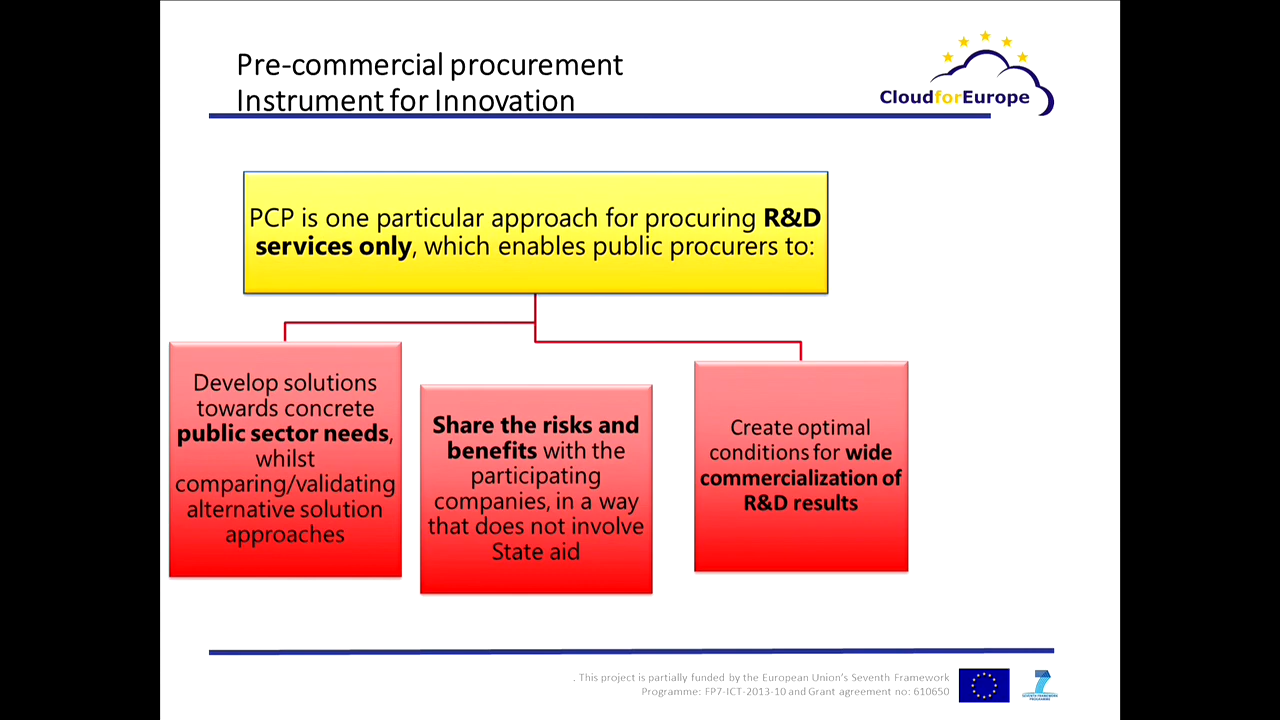 Pre-commercial procurement
Instrument for Innovation
CloudforEurope
PCP is one particular approach for procuring R&D
services only, which enables public procurers to:
Develop solutions
towards concrete
public sector needs,
whilst
comparing/validating
alternative solution
approaches
Share the risks and
benefits with the
participating
companies, in a way
that does not involve
State aid
Create optimal
conditions for wide
commercialization of
R&D results
. This project is partially funded by the European Union's Seventh Framework
Programme: FP7-ICT-2013-10 and Grant agreement no: 610650
SEVENTH FRAMEWORK
PROGRAMME